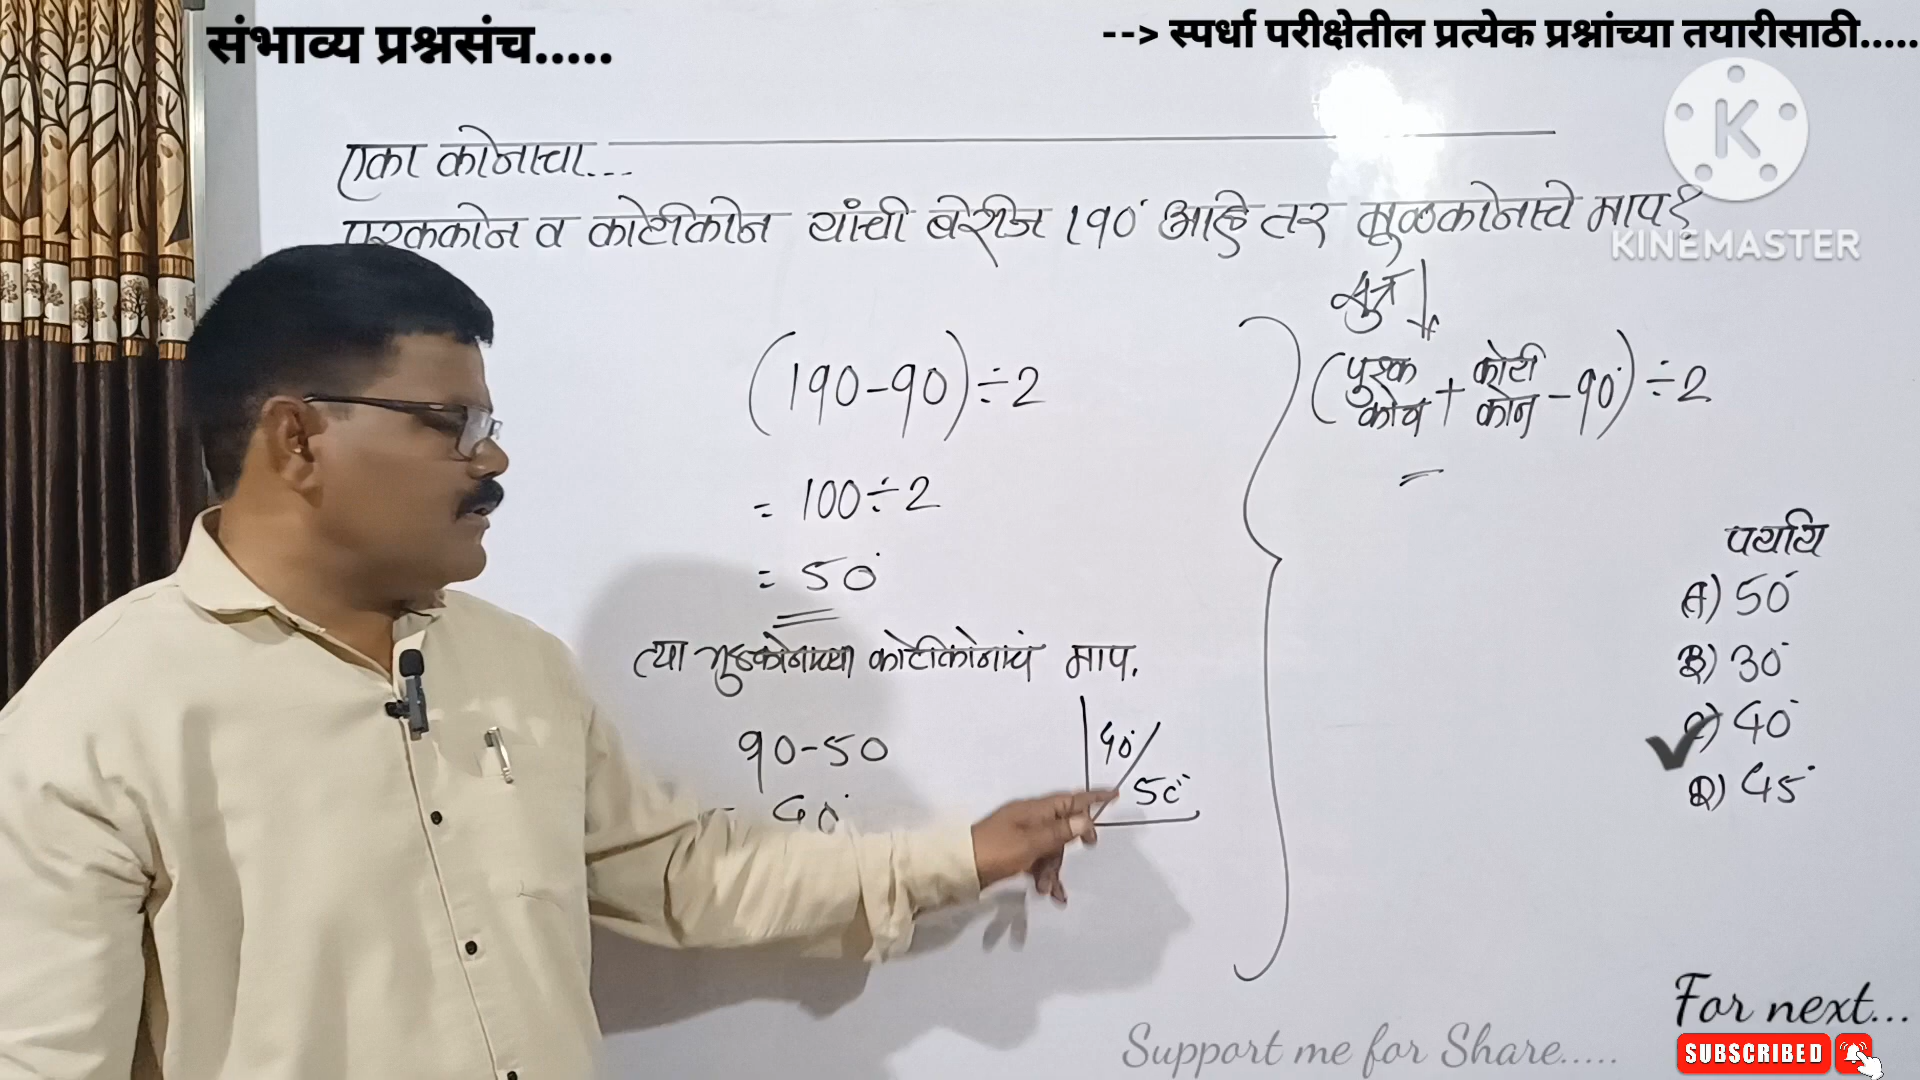 संभाव्य प्रश्नसंच.....
--> स्पर्धा परीक्षेतील प्रत्येक प्रश्नांच्या तयारीसाठी.....
K
KINEMASTER
एका कोनाचा...
पुरककोन व कोटीकोन यांची बेरीज 190° आहे तर मूळकोनाचे माप?
सुत्र
(190-90)÷2
= 100÷2
= 50°
त्या मुळकोनाच्या कोटीकोनाचं माप.
90-50
= 40°
40°
50°
(पुरक कोन + कोटी कोन - 90°) ÷2
=
पर्याय
A) 50°
B) 30°
C) 40°
D) 45°
For next...
Support me for Share.....
SUBSCRIBED